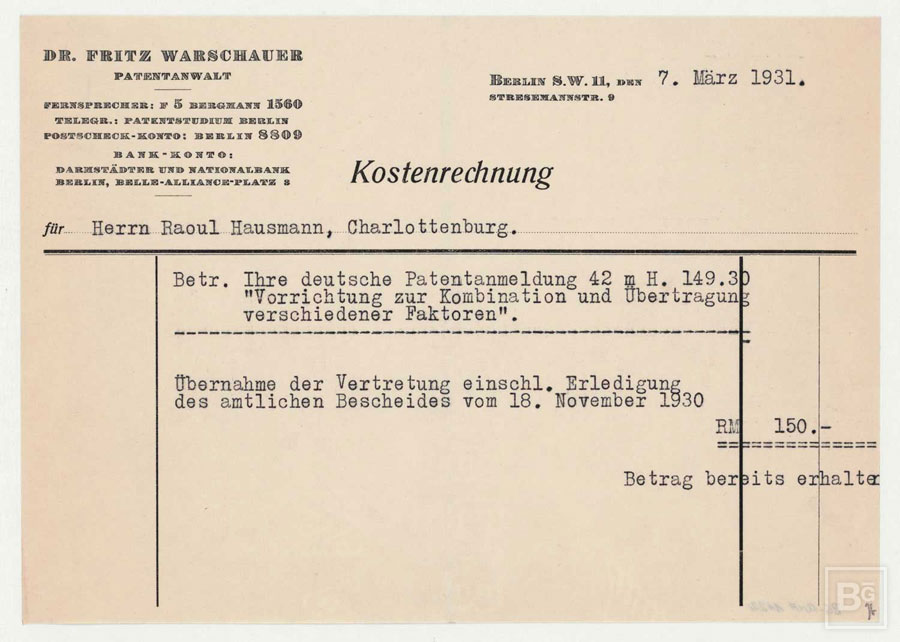 DR. FRITZ WARSCHAUER
PATENTANWALT
FERNSPRECHER: F 5 BERGMANN 1560
TELEGR.: PATENTSTUDIUM BERLIN
POSTSCHECK-KONTO: BERLIN 8809
BANK-KONTO:
DARMSTÄDTER UND NATIONALBANK
BERLIN, BELLE-ALLIANCE-PLATZ 8
BERLIN S.W. 11, DEN 7. März 1931.
STRESEMANNSTR. 9
Kostenrechnung
für Herrn Raoul Hausmann, Charlottenburg.
Betr. Ihre deutsche Patentanmeldung 42 m H. 149.30
"Vorrichtung zur Kombination und Übertragung
verschiedener Faktoren".
Übernahme der Vertretung einschl. Erledigung
des amtlichen Bescheides vom 18. November 1930
RM 150.-
Betrag bereits erhalten
BG